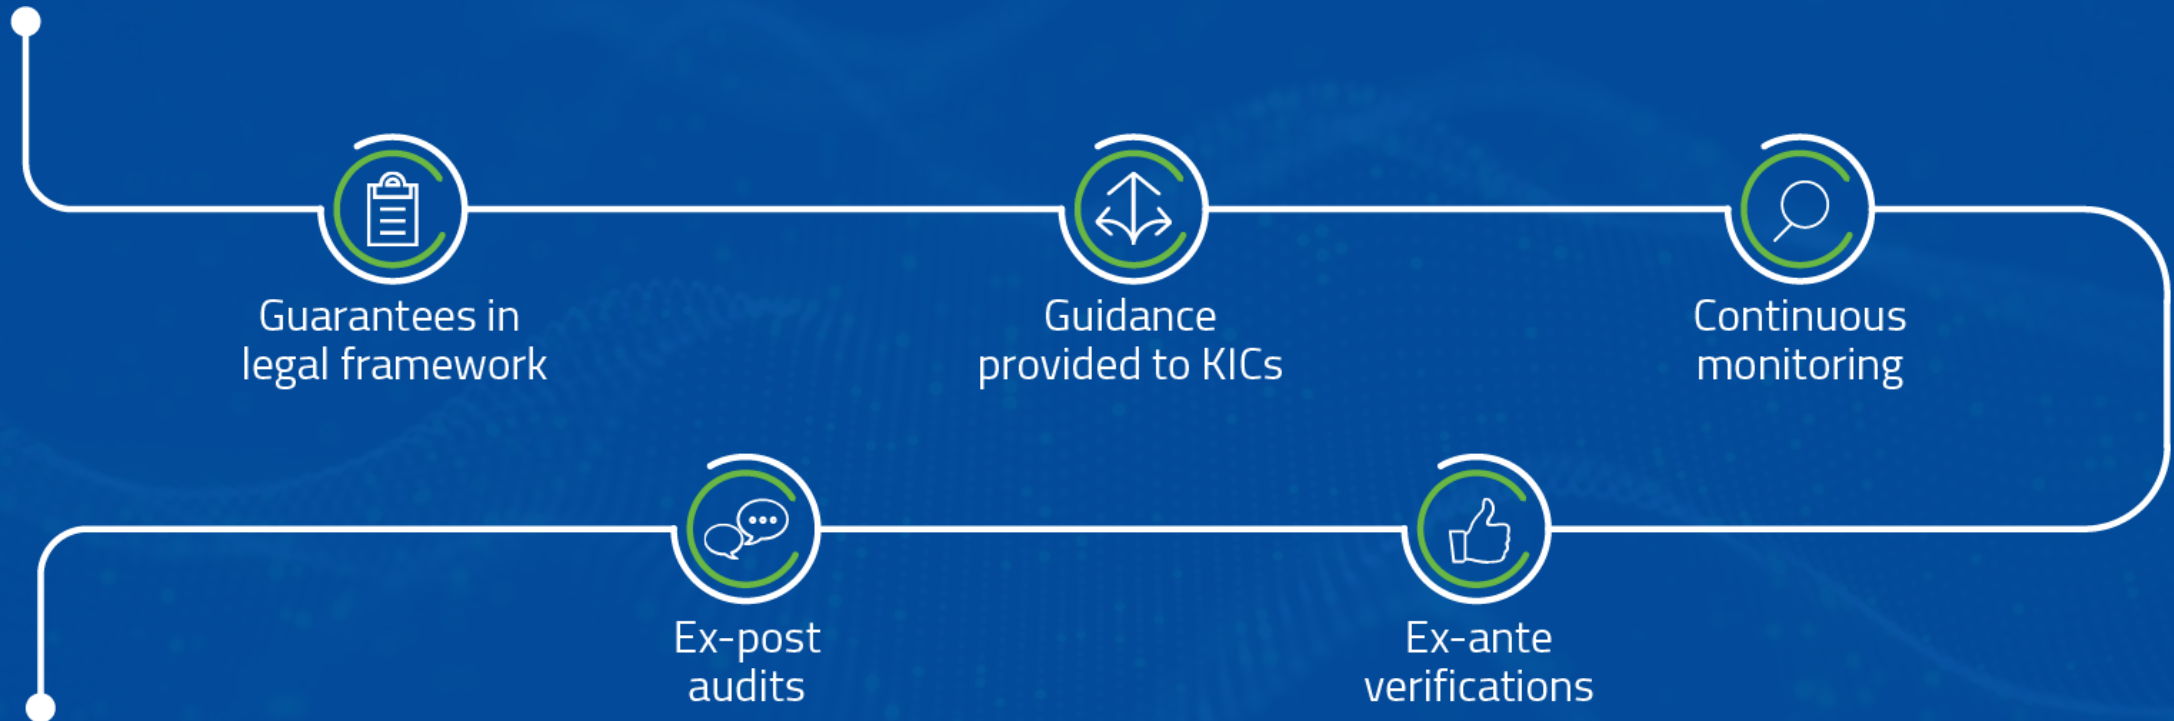 Guarantees in
legal framework
Guidance
provided to KICs
Continuous
monitoring
Ex-post
audits
Ex-ante
verifications